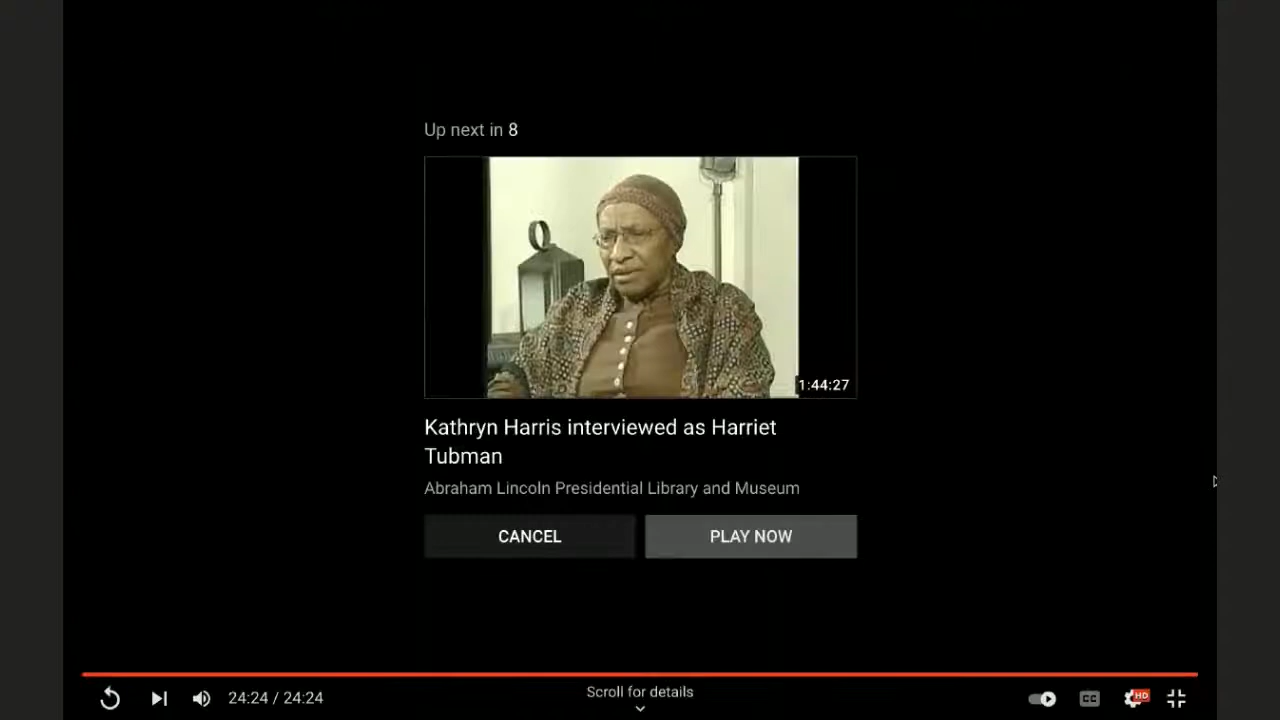 Up next in 8
1:44:27
Kathryn Harris interviewed as Harriet
Tubman
Abraham Lincoln Presidential Library and Museum
CANCEL
PLAY NOW
Scroll for details
24:24 / 24:24
CC
HD